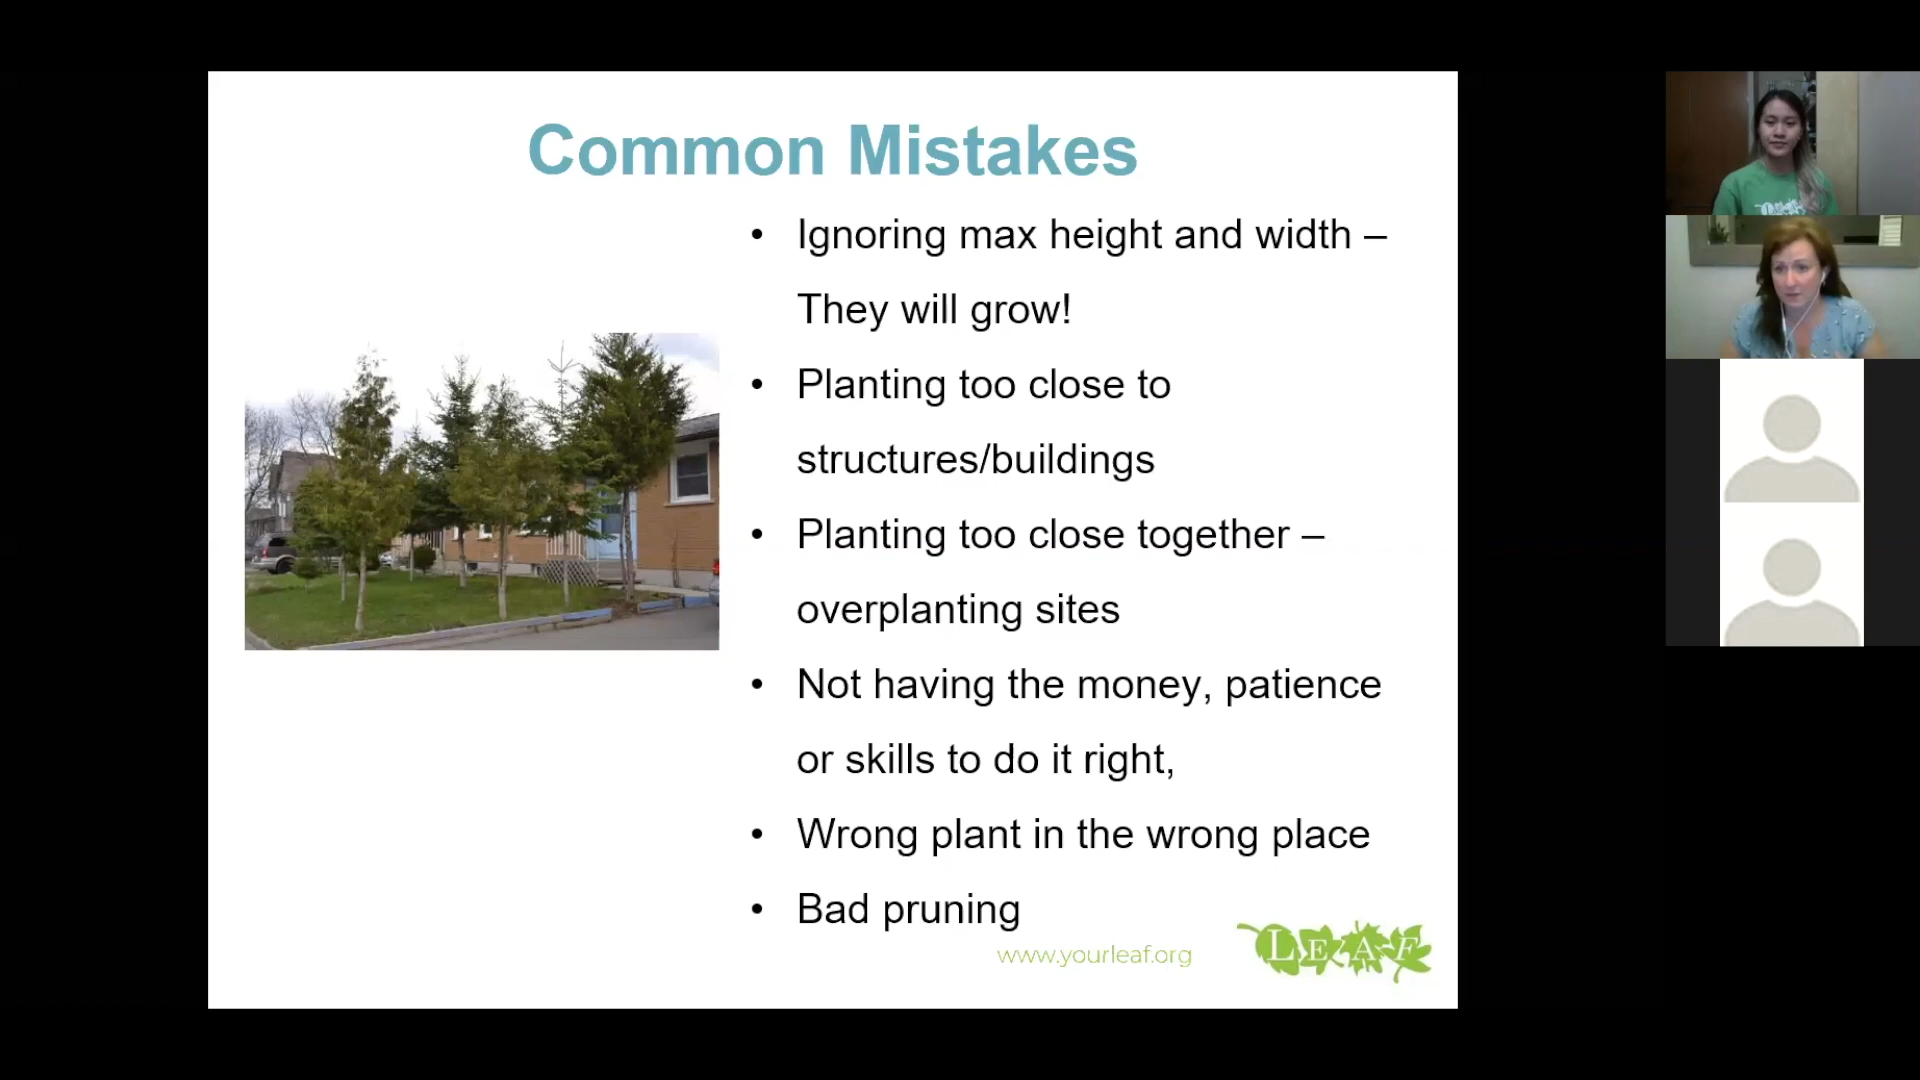 Common Mistakes
• Ignoring max height and width –
They will grow!
• Planting too close to
structures/buildings
• Planting too close together –
overplanting sites
• Not having the money, patience
or skills to do it right,
• Wrong plant in the wrong place
• Bad pruning
www.yourleaf.org
LEAF